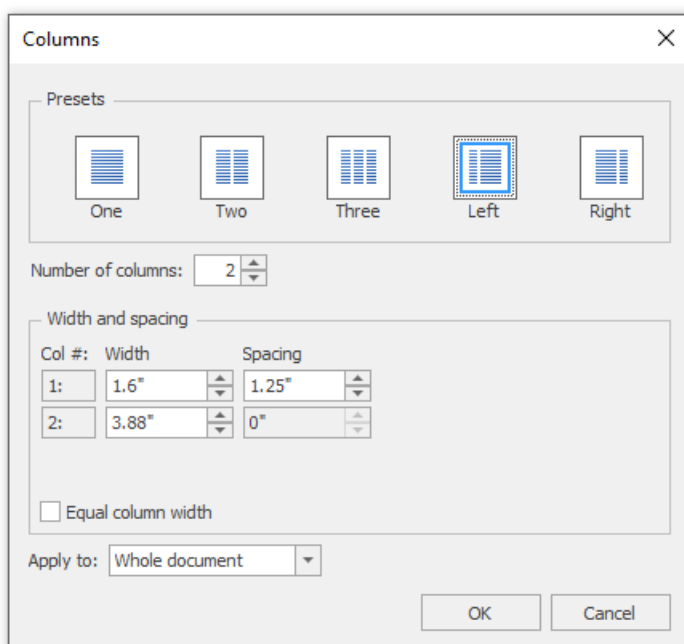 Columns
Presets
One Two Three Left Right
Number of columns: 2
Width and spacing
Col #: Width Spacing
1: 1.6" 1.25"
2: 3.88" 0"
Equal column width
Apply to: Whole document
OK Cancel